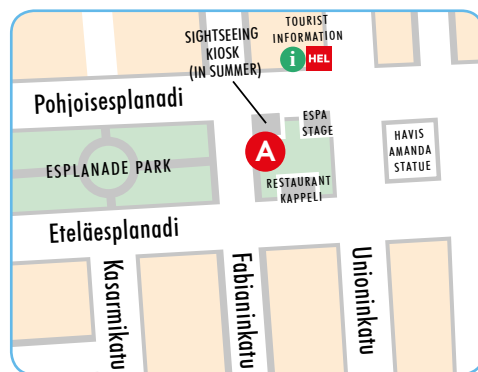 SIGHTSEEING
KIOSK
(IN SUMMER)
TOURIST
INFORMATION
i HEL
Pohjoisesplanadi
ESPA
STAGE
A
HAVIS
AMANDA
STATUE
ESPLANADE PARK
RESTAURANT
KAPPELI
Eteläesplanadi
Kasarmikatu
Fabianinkatu
Unioninkatu